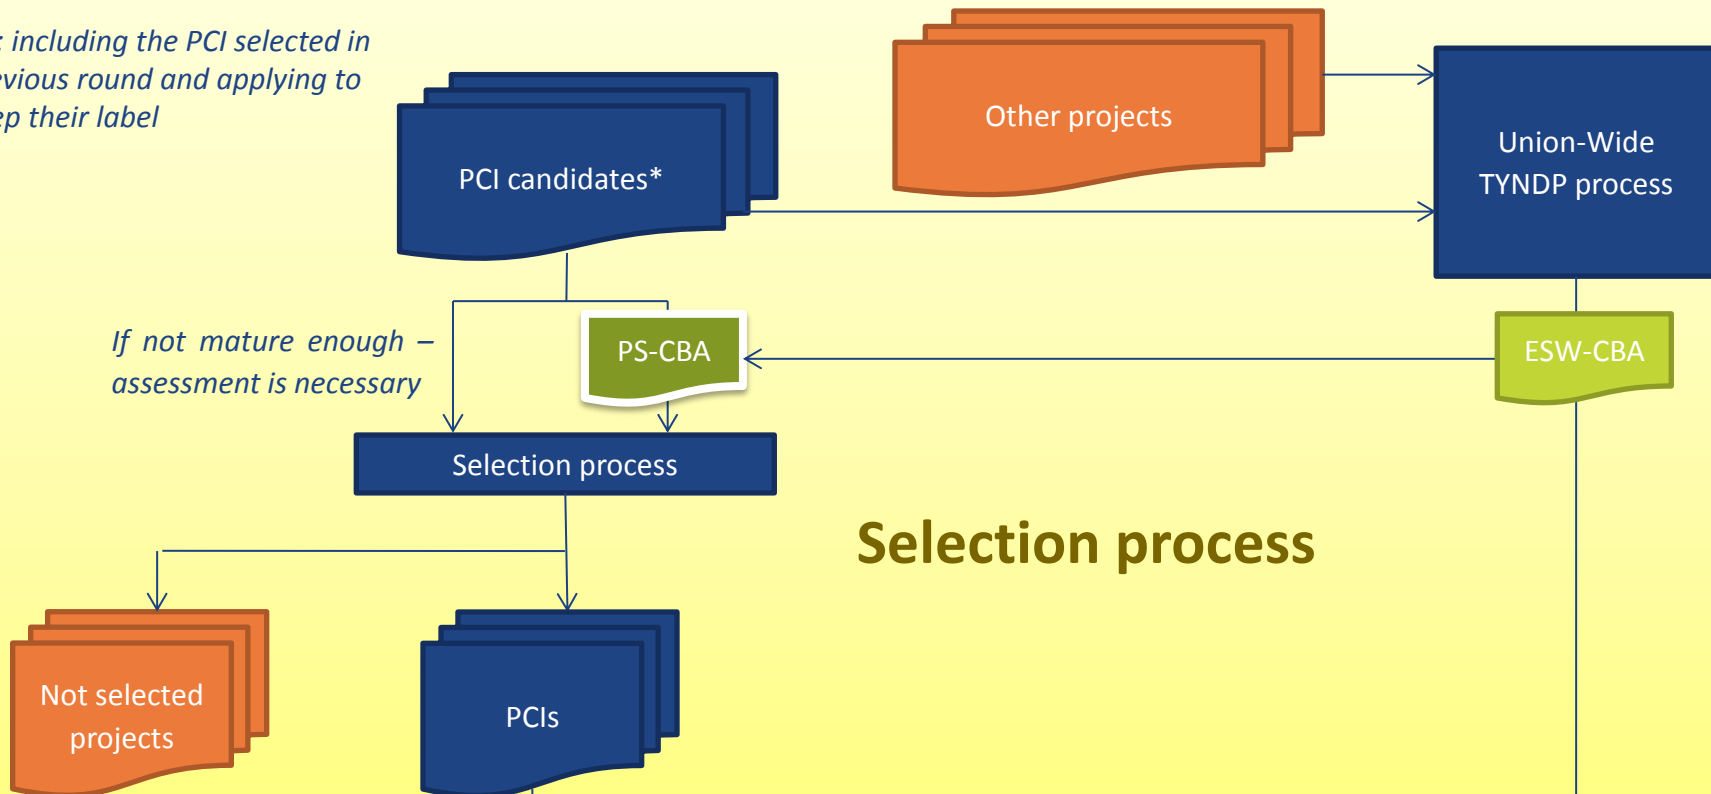 : including the PCI selected in
evious round and applying to
ep their label
Other projects
Union-Wide
TYNDP process
PCI candidates*
If not mature enough –
assessment is necessary
PS-CBA
ESW-CBA
Selection process
Selection process
Not selected
projects
PCIs